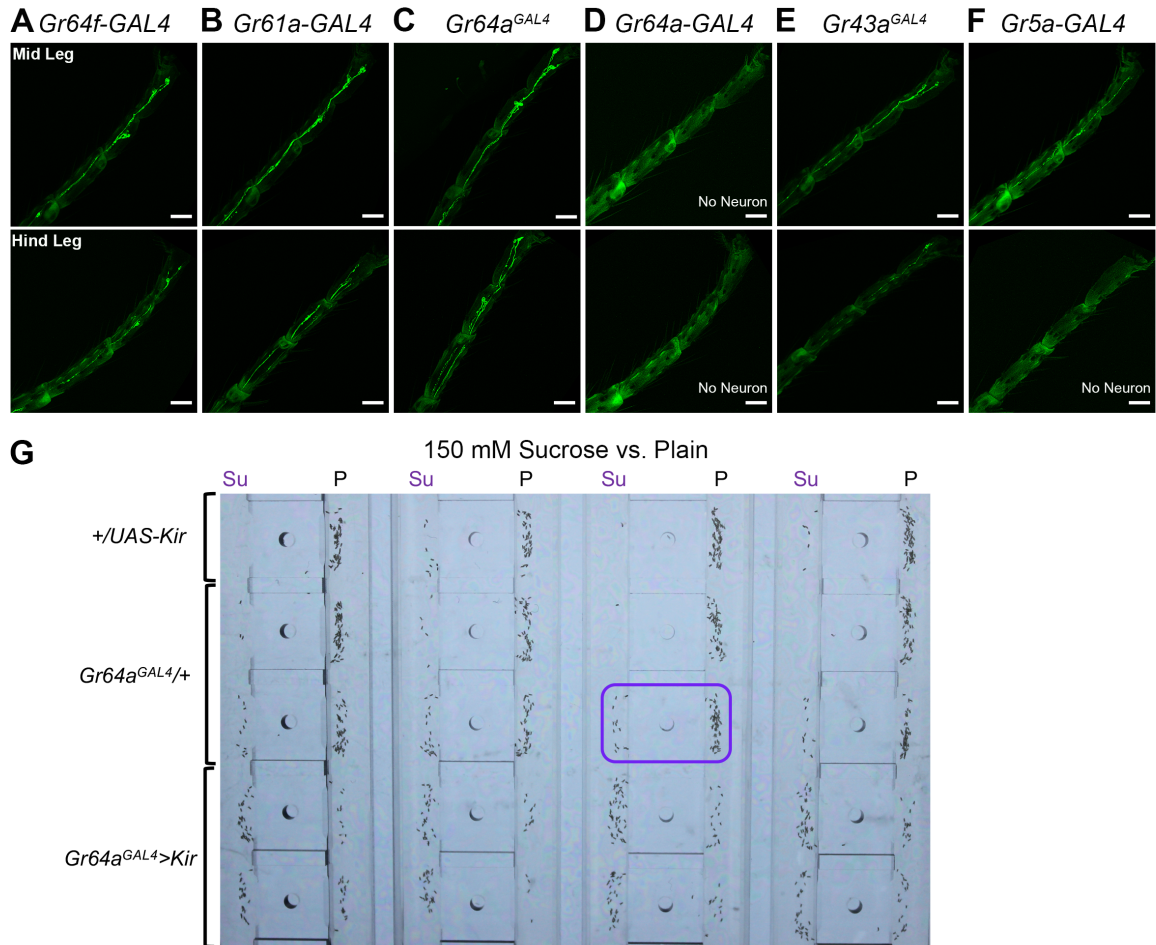 A Gr64f-GAL4 B Gr61a-GAL4 C Gr64aGAL4 D Gr64a-GAL4 E Gr43aGAL4 F Gr5a-GAL4
Mid Leg
No Neuron
Hind Leg
No Neuron
No Neuron
G
150 mM Sucrose vs. Plain
Su P Su P Su P Su P
+/UAS-Kir
Gr64aGAL4/+
Gr64aGAL4>Kir